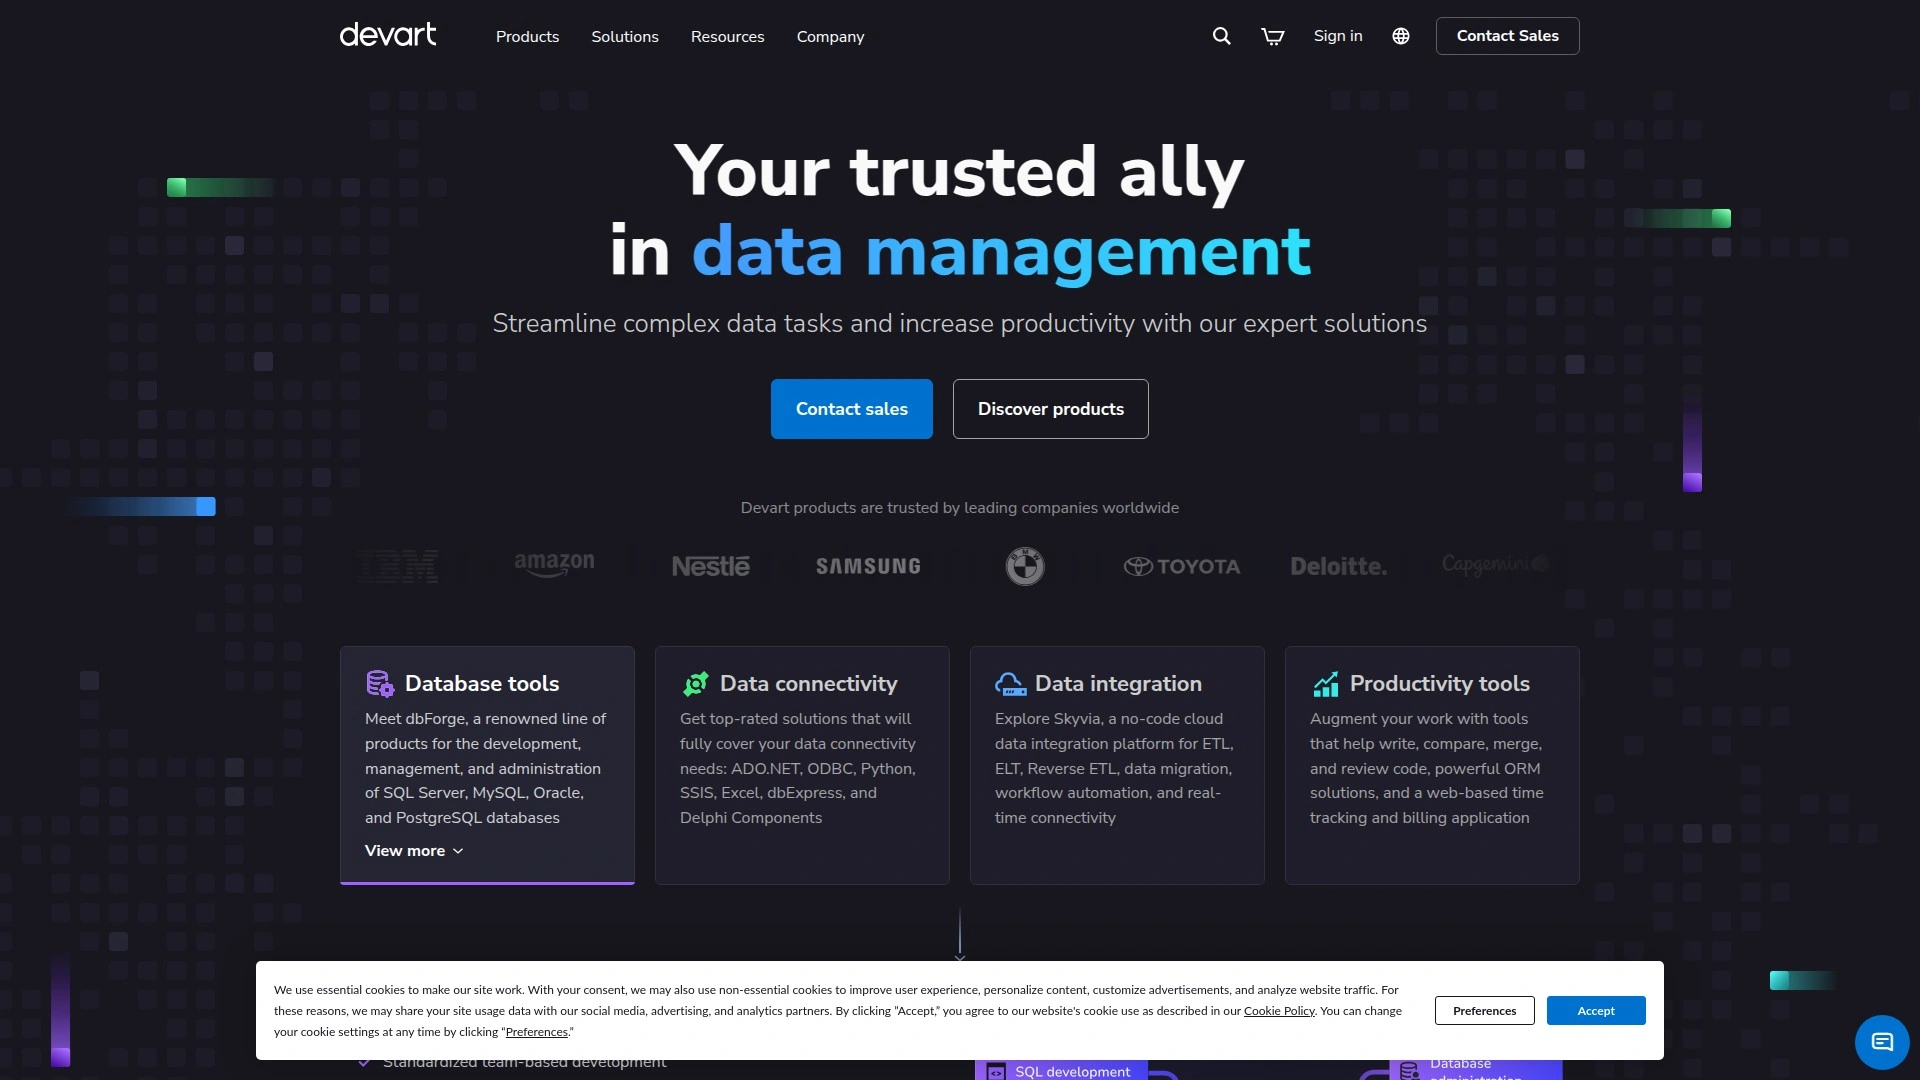 devart
Products
Solutions
Resources
Company
Sign in
Contact Sales
Your trusted ally
in data management
Streamline complex data tasks and increase productivity with our expert solutions
Contact sales
Discover products
Devart products are trusted by leading companies worldwide
IBM
amazon
Nestlé
SAMSUNG
BMW
TOYOTA
Deloitte.
Capgemini
Database tools
Meet dbForge, a renowned line of
products for the development,
management, and administration
of SQL Server, MySQL, Oracle,
and PostgreSQL databases
View more
Data connectivity
Get top-rated solutions that will
fully cover your data connectivity
needs: ADO.NET, ODBC, Python,
SSIS, Excel, dbExpress, and
Delphi Components
Data integration
Explore Skyvia, a no-code cloud
data integration platform for ETL,
ELT, Reverse ETL, data migration,
workflow automation, and real-
time connectivity
Productivity tools
Augment your work with tools
that help write, compare, merge,
and review code, powerful ORM
solutions, and a web-based time
tracking and billing application
We use essential cookies to make our site work. With your consent, we may also use non-essential cookies to improve user experience, personalize content, customize advertisements, and analyze website traffic. For
these reasons, we may share your site usage data with our social media, advertising, and analytics partners. By clicking “Accept,” you agree to our website's cookie use as described in our Cookie Policy. You can change
your cookie settings at any time by clicking “Preferences.”
Preferences
Accept
Standardized team-based development
SQL development
Database
administration